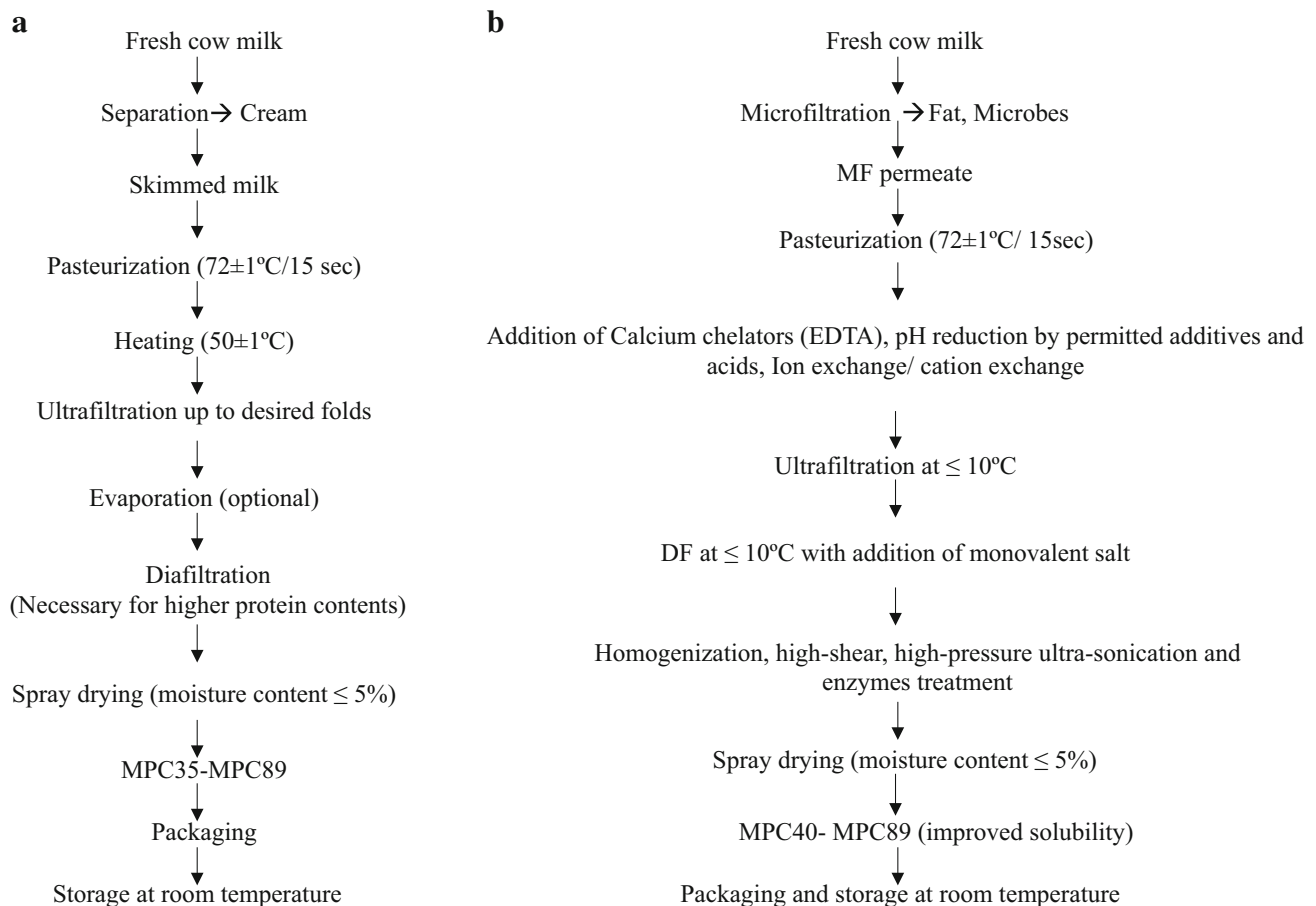 a
Fresh cow milk
Separation→ Cream
Skimmed milk
Pasteurization (72±1ºC/15 sec)
Heating (50±1ºC)
Ultrafiltration up to desired folds
Evaporation (optional)
Diafiltration
(Necessary for higher protein contents)
Spray drying (moisture content ≤ 5%)
MPC35-MPC89
Packaging
Storage at room temperature
b
Fresh cow milk
Microfiltration →Fat, Microbes
MF permeate
Pasteurization (72±1ºC/ 15sec)
Addition of Calcium chelators (EDTA), pH reduction by permitted additives and
acids, Ion exchange/ cation exchange
Ultrafiltration at ≤ 10ºC
DF at ≤ 10ºC with addition of monovalent salt
Homogenization, high-shear, high-pressure ultra-sonication and
enzymes treatment
Spray drying (moisture content ≤ 5%)
MPC40- MPC89 (improved solubility)
Packaging and storage at room temperature